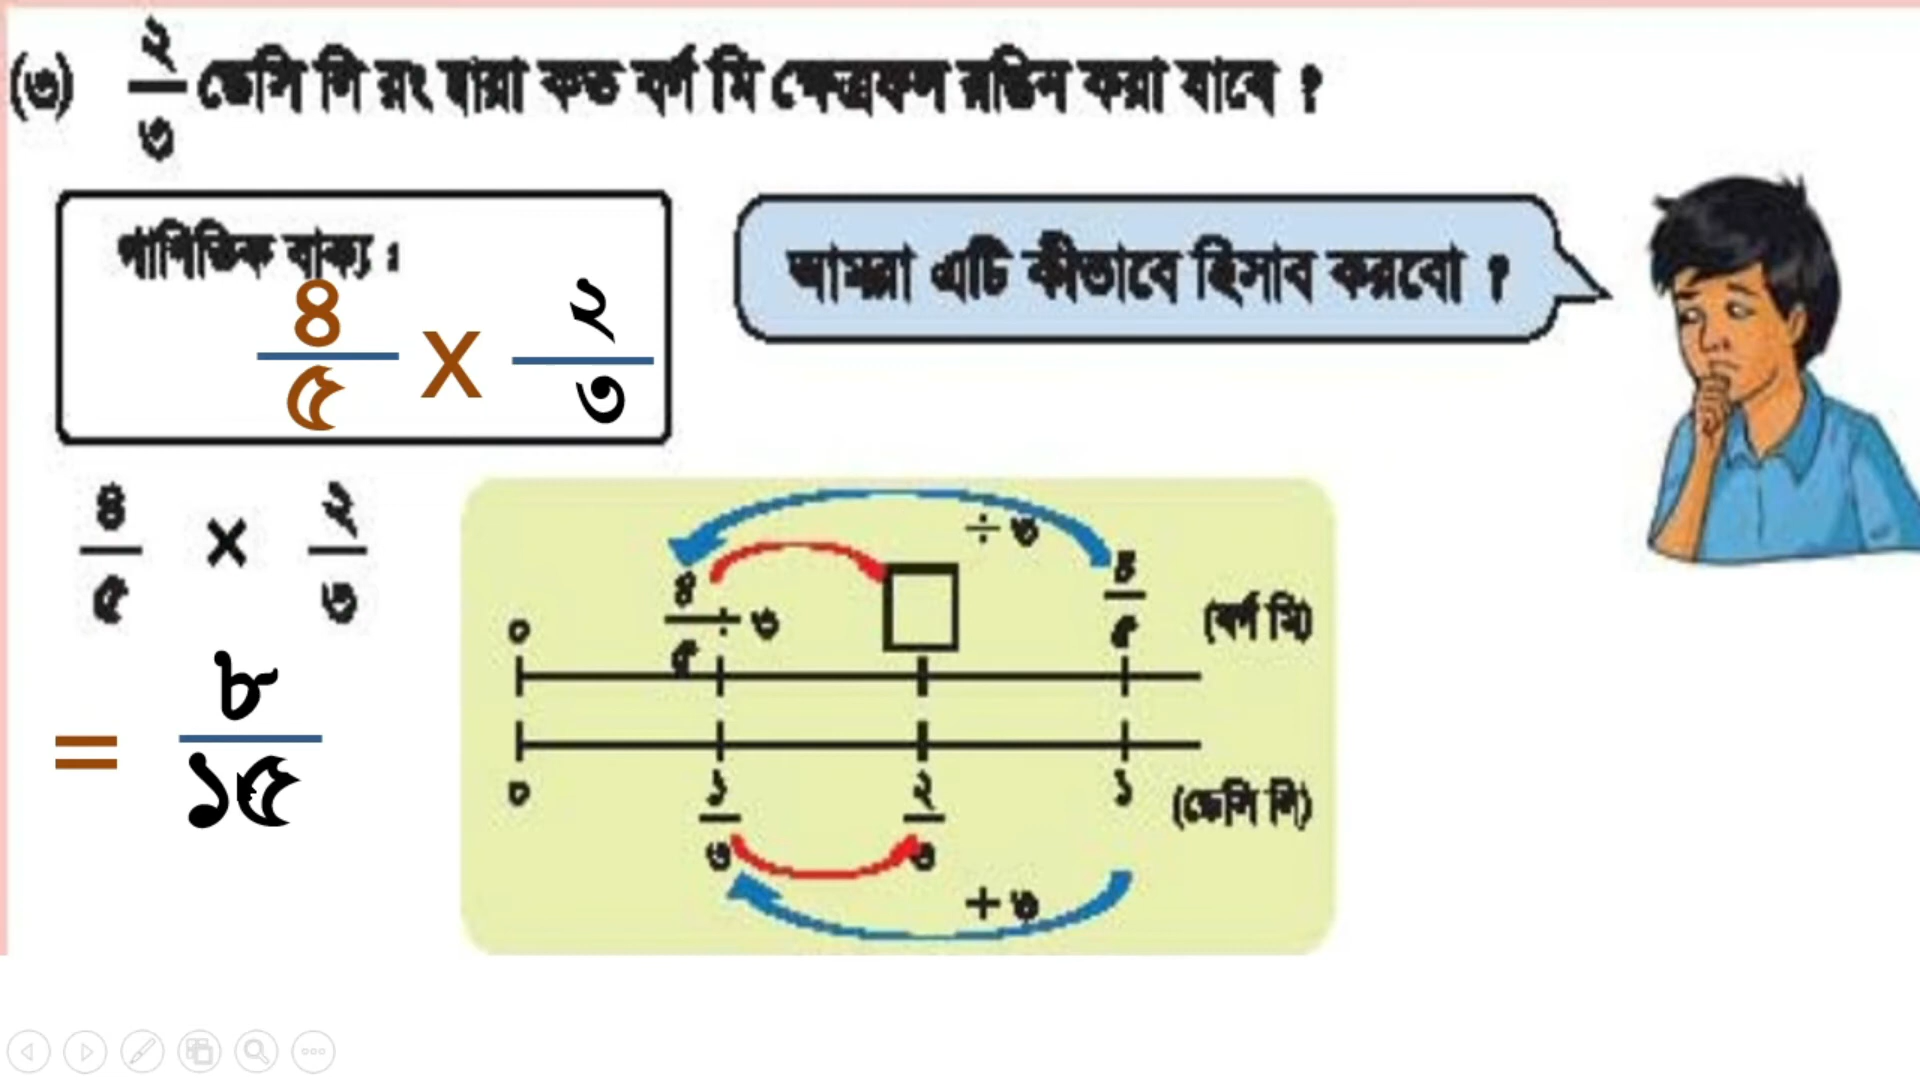 (৩) ২/৩ ডেসি লি রং দ্বারা কত বর্গ মি ক্ষেত্রফল রঙিন করা যাবে ?
গাণিতিক বাক্য :
৪/৫ X ২/৩
আমরা এটি কীভাবে হিসাব করবো ?
৪/৫ × ২/৩
= ৮/১৫
÷ ৩
০ ৪/৫ ÷ ৩ ৪/৫ (বর্গ মি)
০ ১/৩ ২/৩ ১ (ডেসি লি)
÷ ৩